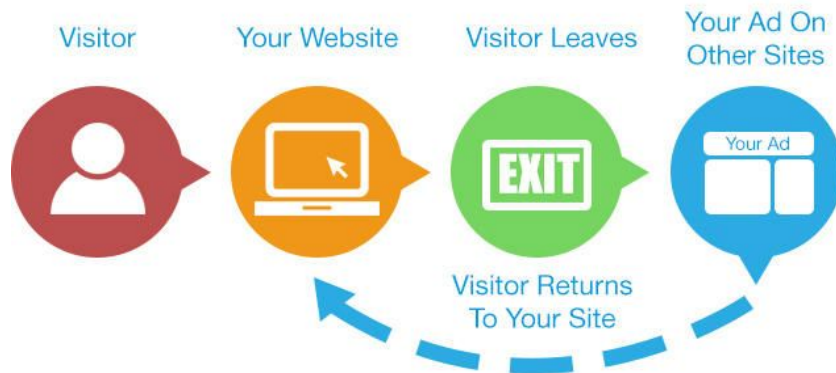 Visitor
Your Website
Visitor Leaves
Your Ad On
Other Sites
Your Ad
EXIT
Visitor Returns
To Your Site